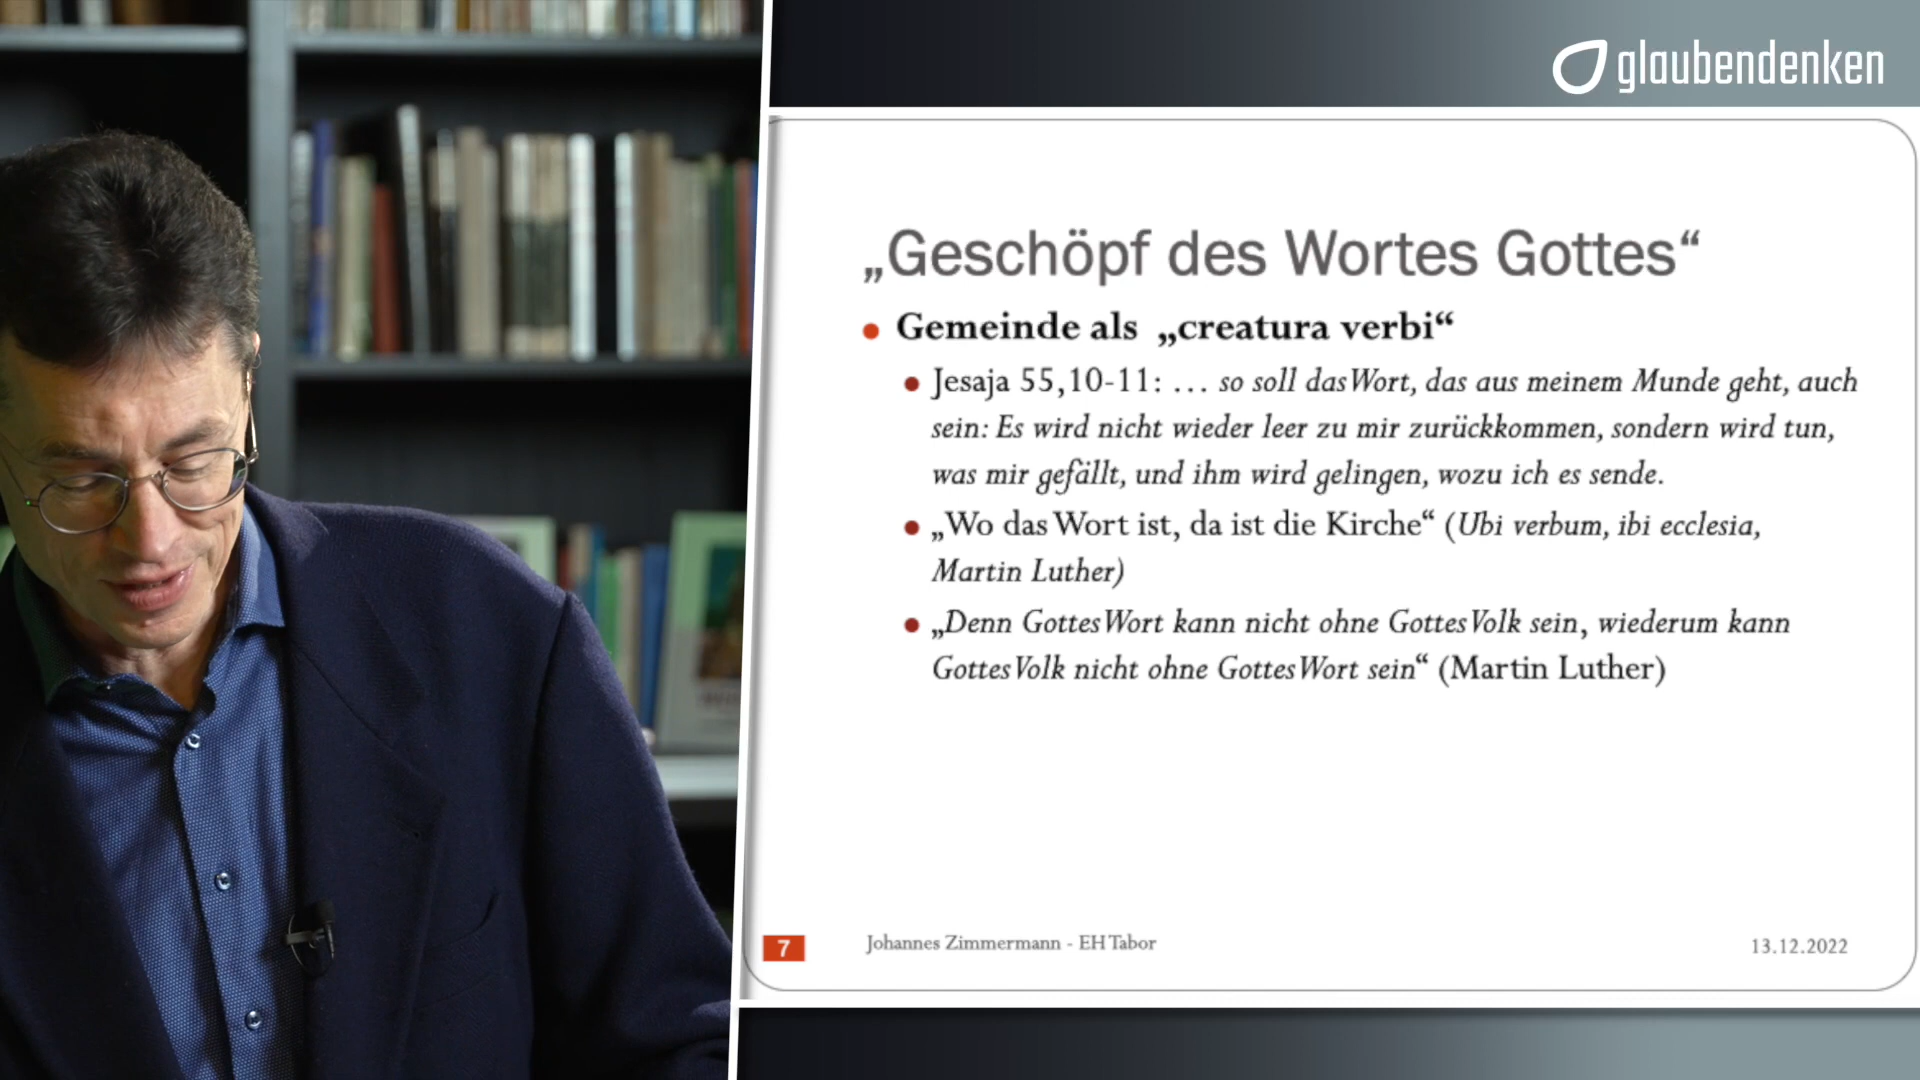 glaubendenken
„Geschöpf des Wortes Gottes“
Gemeinde als „creatura verbi“
Jesaja 55,10-11: … so soll das Wort, das aus meinem Munde geht, auch
sein: Es wird nicht wieder leer zu mir zurückkommen, sondern wird tun,
was mir gefällt, und ihm wird gelingen, wozu ich es sende.
„Wo das Wort ist, da ist die Kirche“ (Ubi verbum, ibi ecclesia,
Martin Luther)
„Denn Gottes Wort kann nicht ohne Gottes Volk sein, wiederum kann
Gottes Volk nicht ohne Gottes Wort sein“ (Martin Luther)
7
Johannes Zimmermann - EH Tabor
13.12.2022